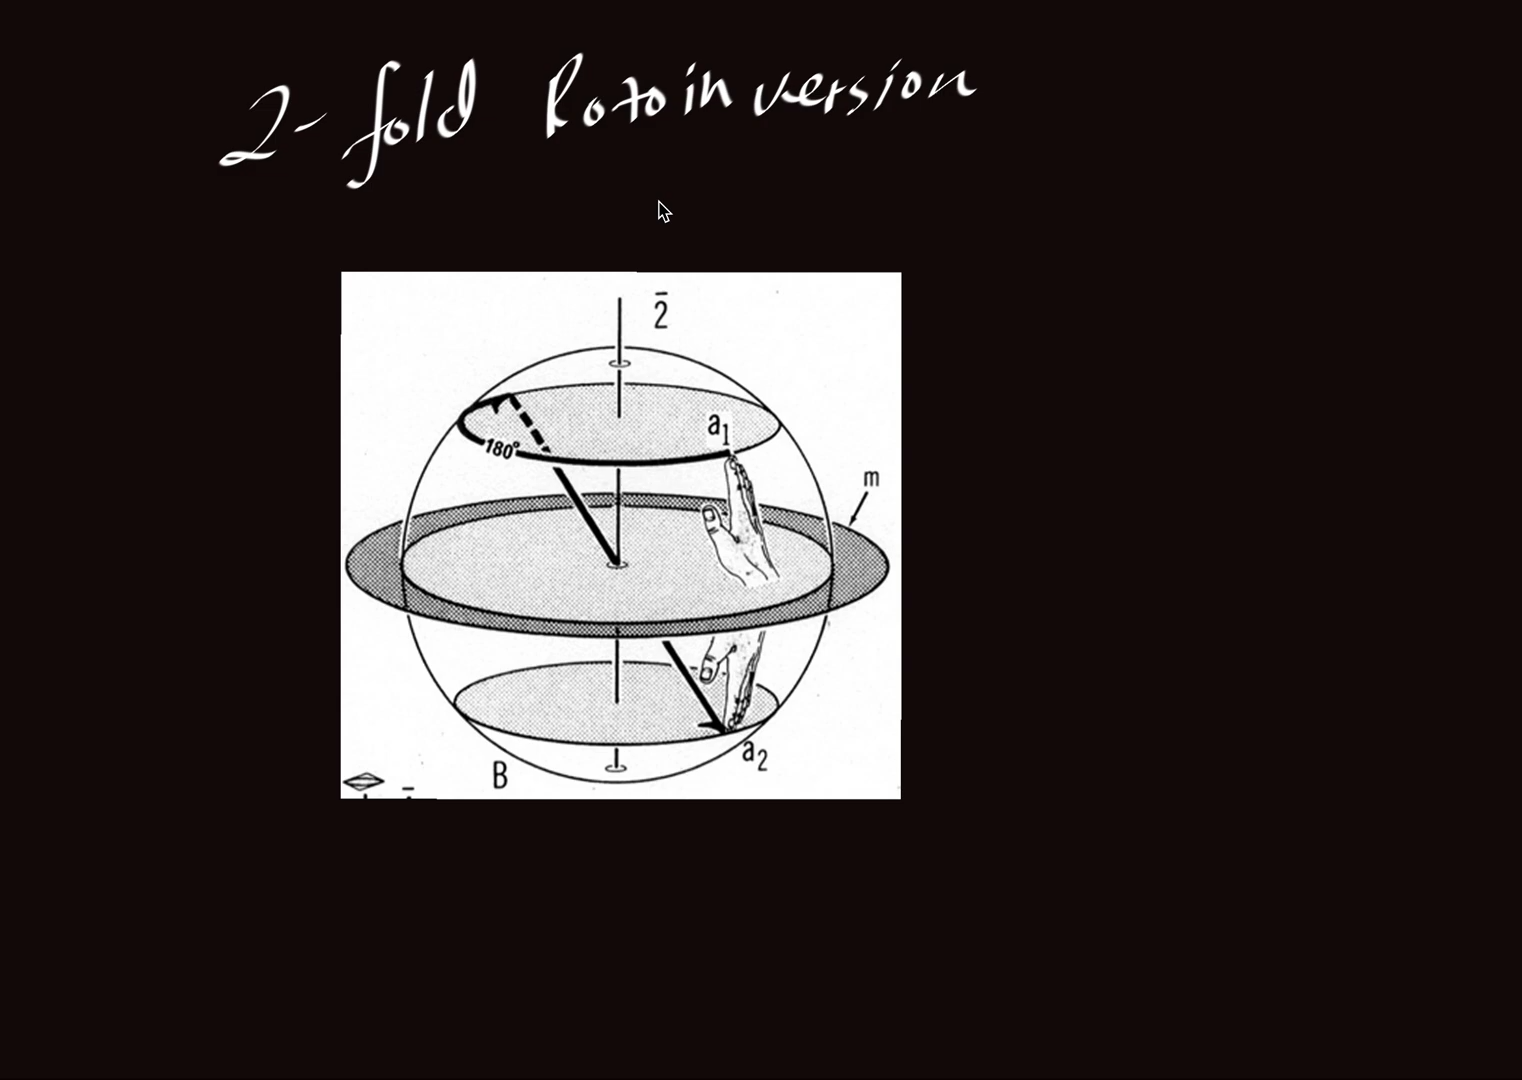 2-fold Rotoinversion
2̄
a₁
180°
m
a₂
B